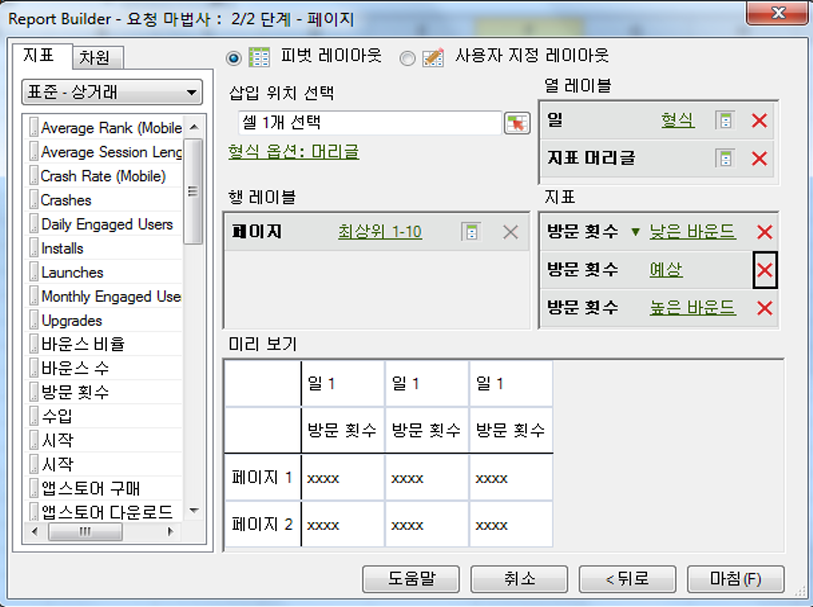 Report Builder - 요청 마법사 : 2/2 단계 - 페이지
지표
차원
피벗 레이아웃
사용자 지정 레이아웃
표준 - 상거래
Average Rank (Mobile
Average Session Leng
Crash Rate (Mobile)
Crashes
Daily Engaged Users
Installs
Launches
Monthly Engaged Use
Upgrades
바운스 비율
바운스 수
방문 횟수
수입
시작
시작
앱스토어 구매
앱스토어 다운로드
삽입 위치 선택
셀 1개 선택
형식 옵션: 머리글
열 레이블
일 형식
지표 머리글
행 레이블
페이지 최상위 1-10
지표
방문 횟수 낮은 바운드
방문 횟수 예상
방문 횟수 높은 바운드
미리 보기
일 1 일 1 일 1
방문 횟수 방문 횟수 방문 횟수
페이지 1 xxxx xxxx xxxx
페이지 2 xxxx xxxx xxxx
도움말
취소
<뒤로
마침(F)